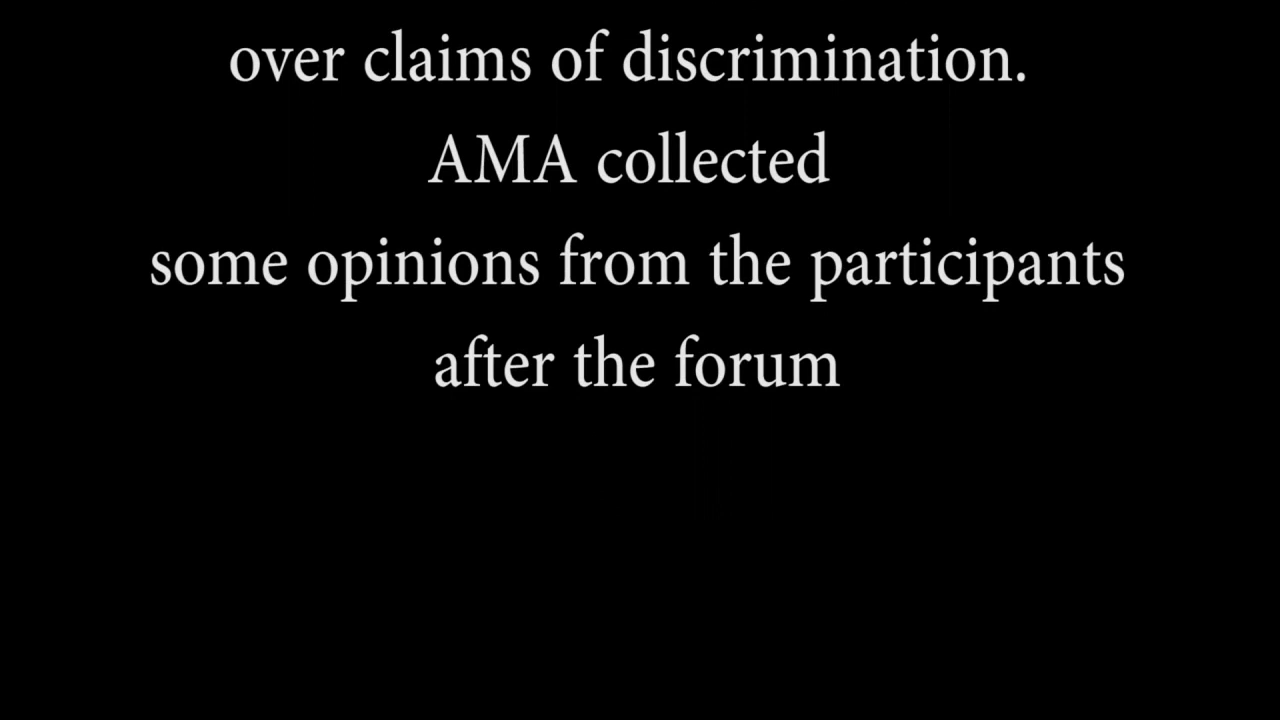 over claims of discrimination.
AMA collected
some opinions from the participants
after the forum